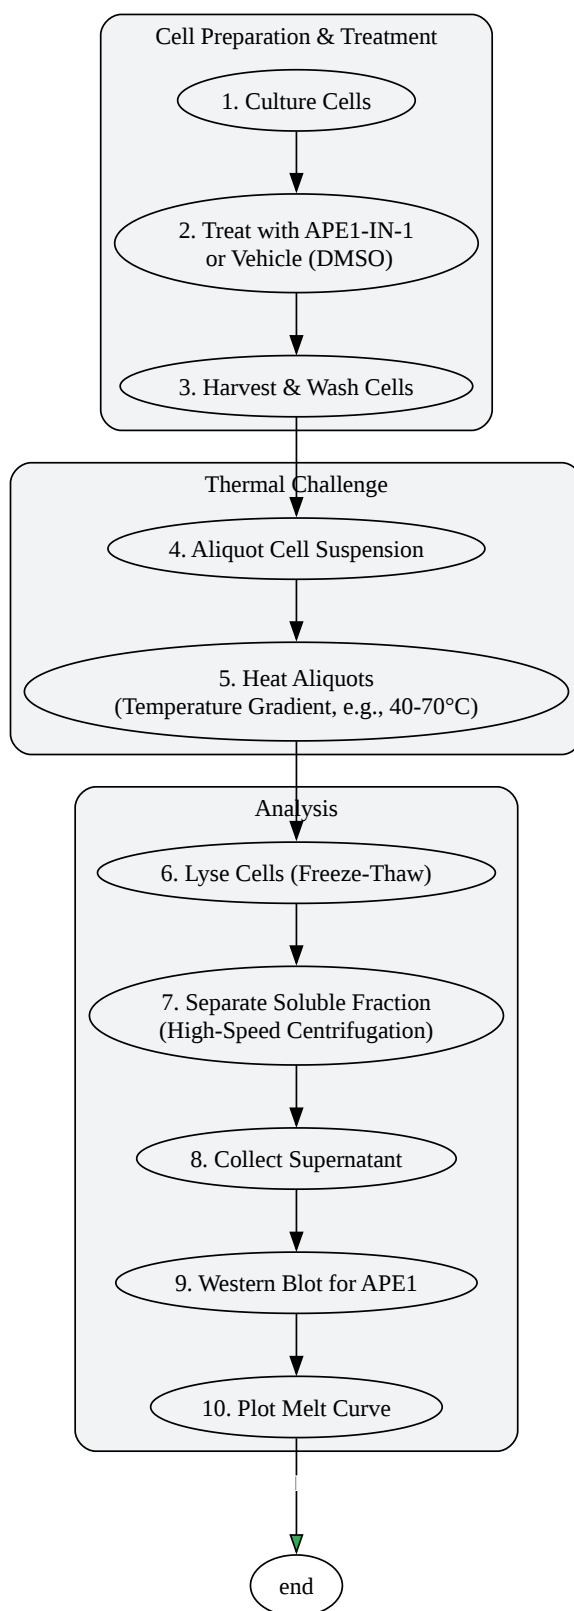 Cell Preparation & Treatment
1. Culture Cells
2. Treat with APE1-IN-1
or Vehicle (DMSO)
3. Harvest & Wash Cells
Thermal Challenge
4. Aliquot Cell Suspension
5. Heat Aliquots
(Temperature Gradient, e.g., 40-70°C)
Analysis
6. Lyse Cells (Freeze-Thaw)
7. Separate Soluble Fraction
(High-Speed Centrifugation)
8. Collect Supernatant
9. Western Blot for APE1
10. Plot Melt Curve
end